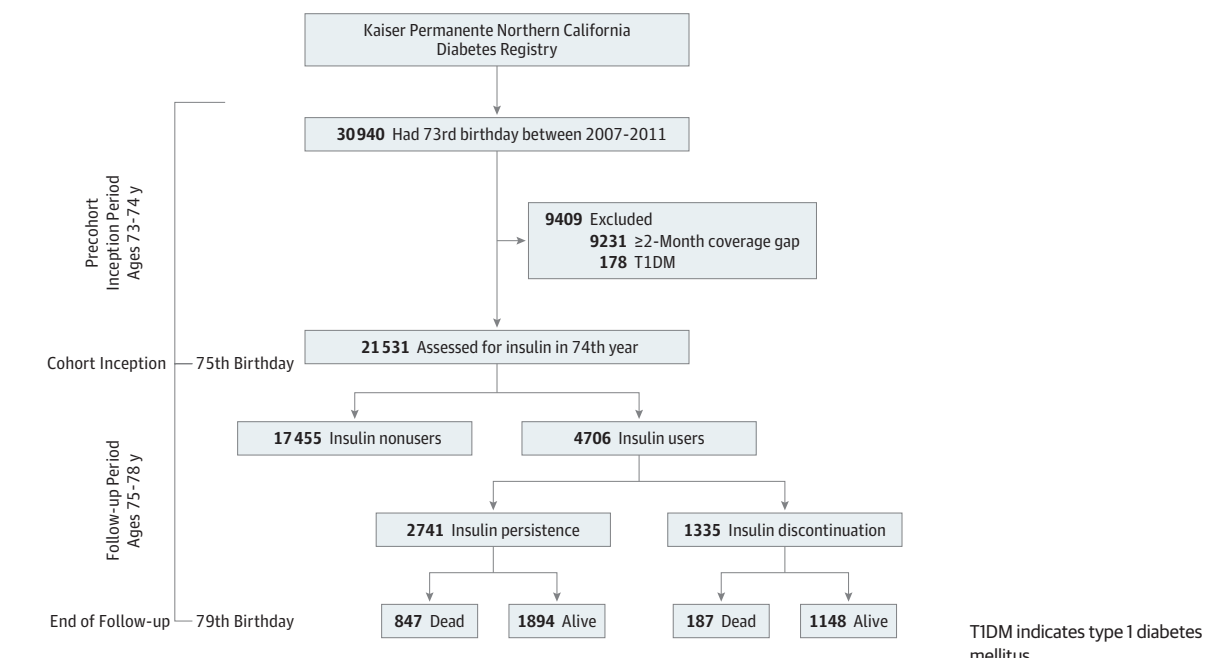 Kaiser Permanente Northern California
Diabetes Registry
30940 Had 73rd birthday between 2007-2011
Precohort
Inception Period
Ages 73-74 y
9409 Excluded
9231 ≥2-Month coverage gap
178 T1DM
21531 Assessed for insulin in 74th year
Cohort Inception
75th Birthday
17455 Insulin nonusers
4706 Insulin users
Follow-up Period
Ages 75-78 y
2741 Insulin persistence
1335 Insulin discontinuation
End of Follow-up
79th Birthday
847 Dead
1894 Alive
187 Dead
1148 Alive
T1DM indicates type 1 diabetes
mellitus